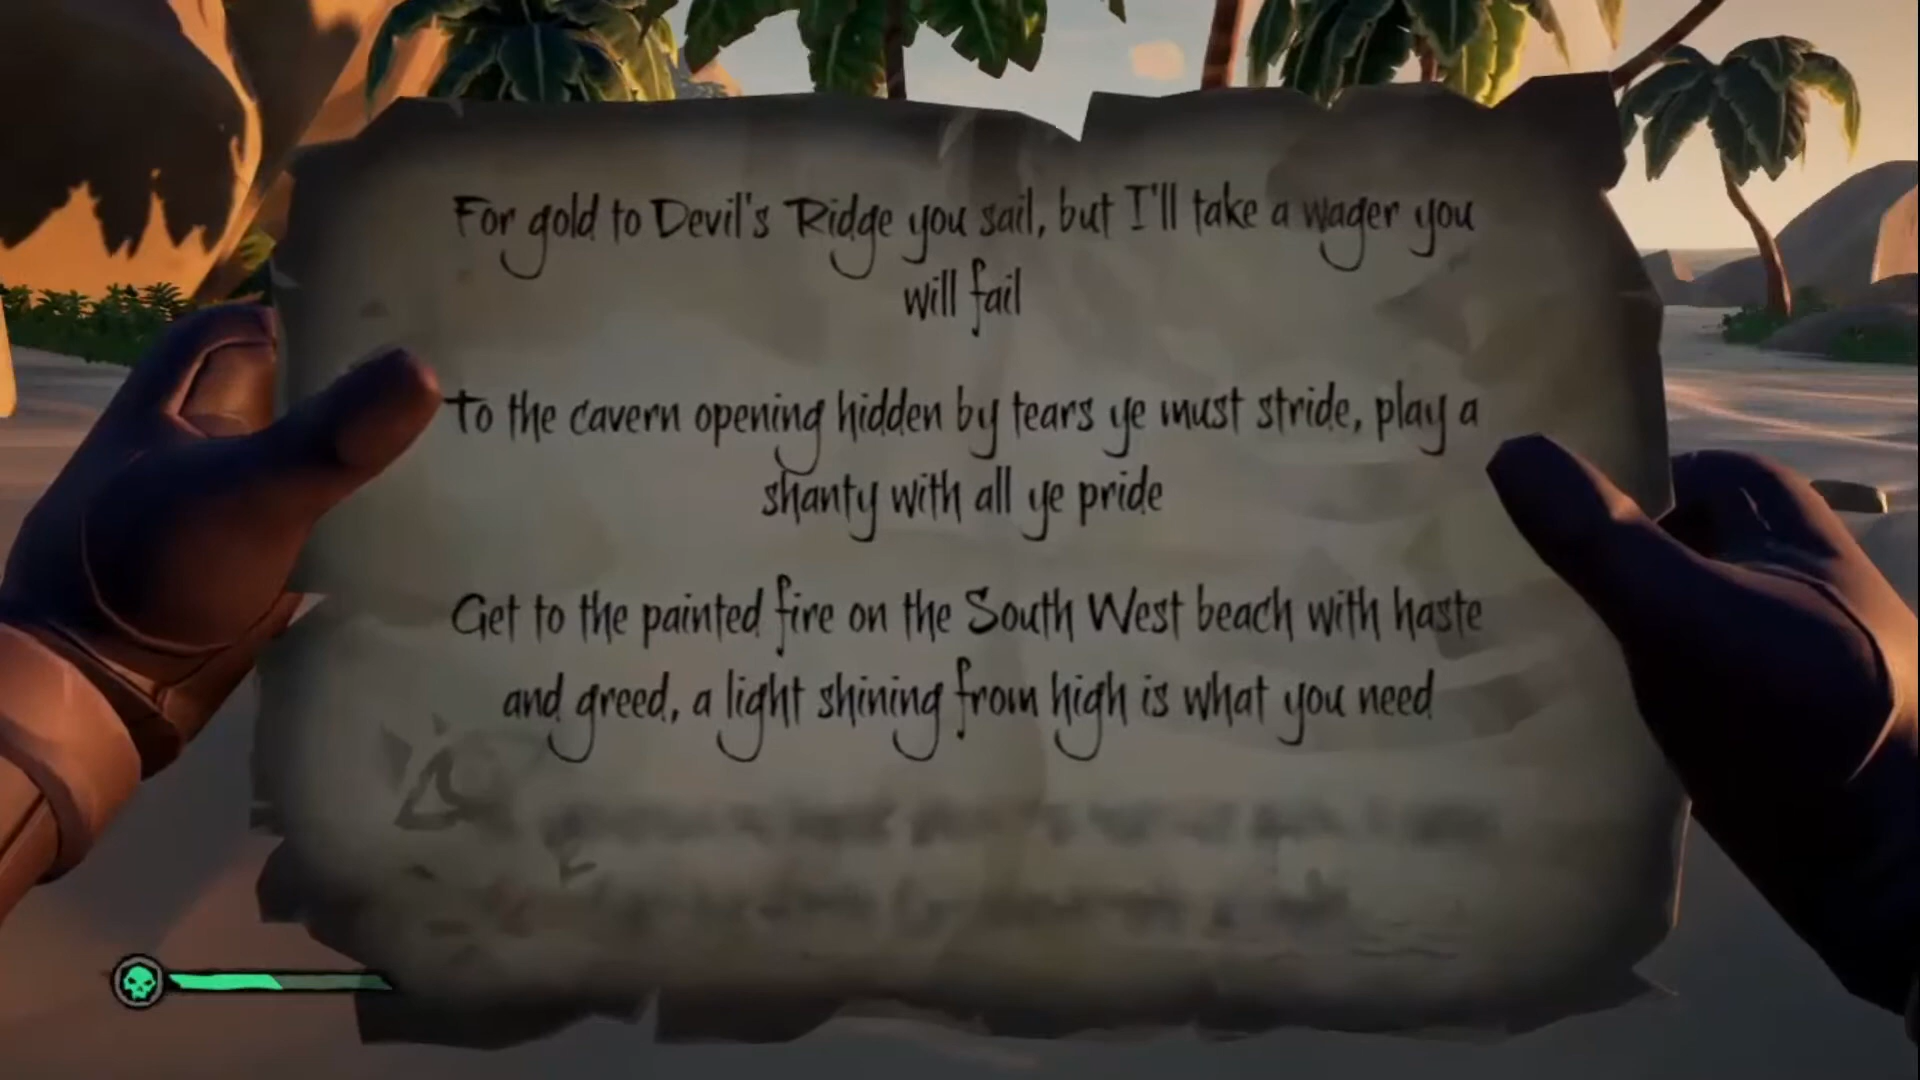 For gold to Devil's Ridge you sail, but I'll take a wager you
will fail
To the cavern opening hidden by tears ye must stride, play a
shanty with all ye pride
Get to the painted fire on the South West beach with haste
and greed, a light shining from high is what you need